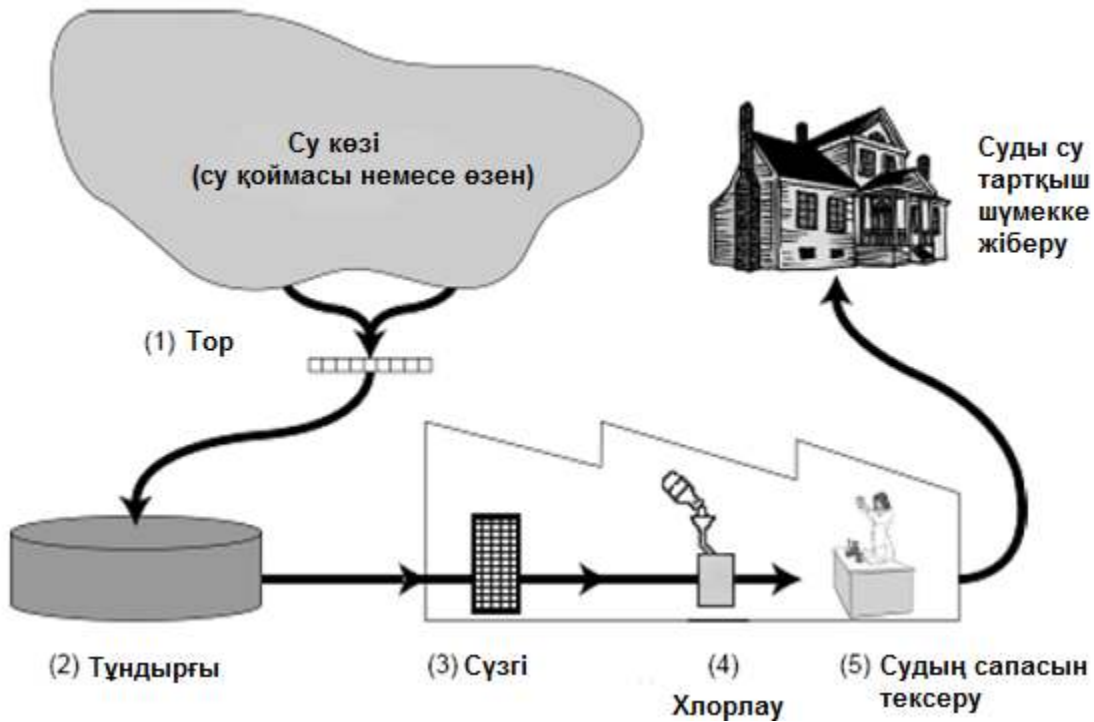 Су көзі
(су қоймасы немесе өзен)
Суды су
тартқыш
шүмекке
жіберу
(1) Тор
(2) Тұндырғы
(3) Сүзгі
(4)
Хлорлау
(5) Судың сапасын
тексеру